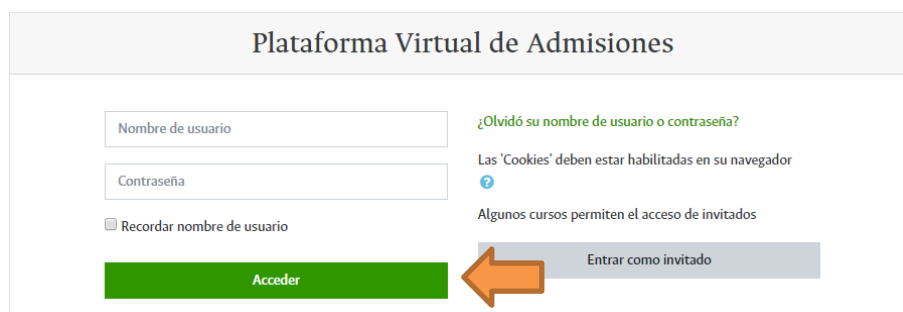 Plataforma Virtual de Admisiones
Nombre de usuario
Contraseña
Recordar nombre de usuario
Acceder
¿Olvidó su nombre de usuario o contraseña?
Las 'Cookies' deben estar habilitadas en su navegador
?
Algunos cursos permiten el acceso de invitados
Entrar como invitado